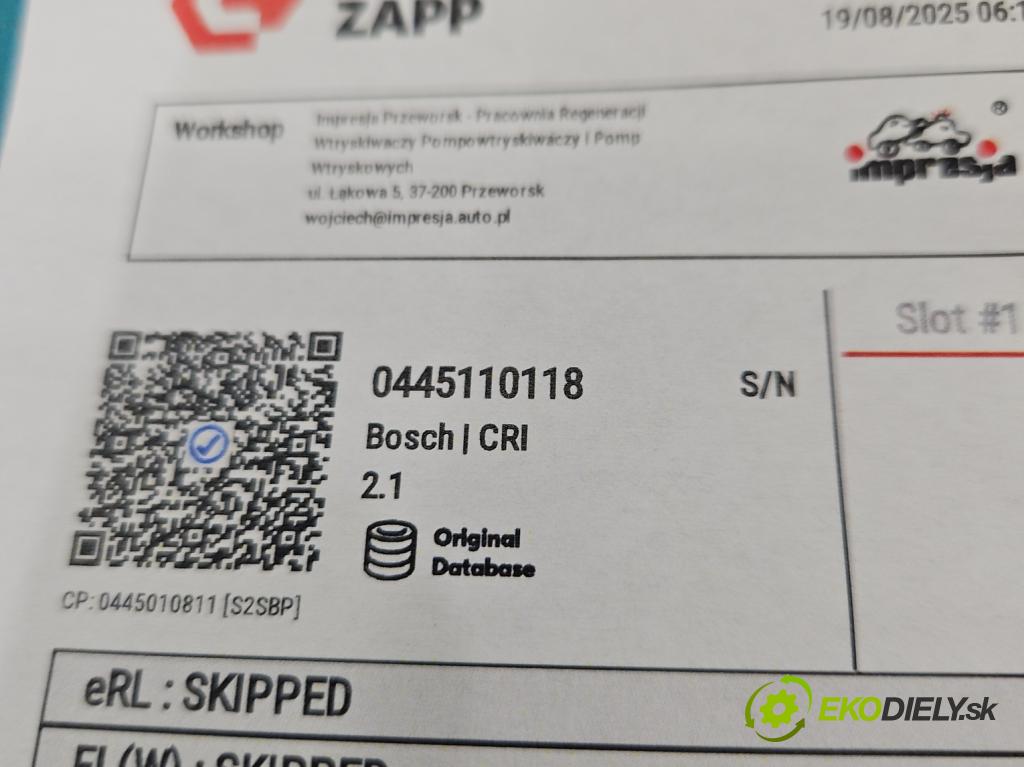 ZAPP
19/08/2025 06:1
Workshop
Impresja Przeworsk - Pracownia Regeneracji
Wtryskiwaczy Pompowtryskiwaczy i Pomp
Wtryskowych
ul. Łąkowa 5, 37-200 Przeworsk
wojciech@impresja.auto.pl
impresja ®
Slot #1
0445110118
S/N
Bosch | CRI
2.1
Original
Database
CP: 0445010811 [S2SBP]
eRL : SKIPPED
EKODIELY.sk